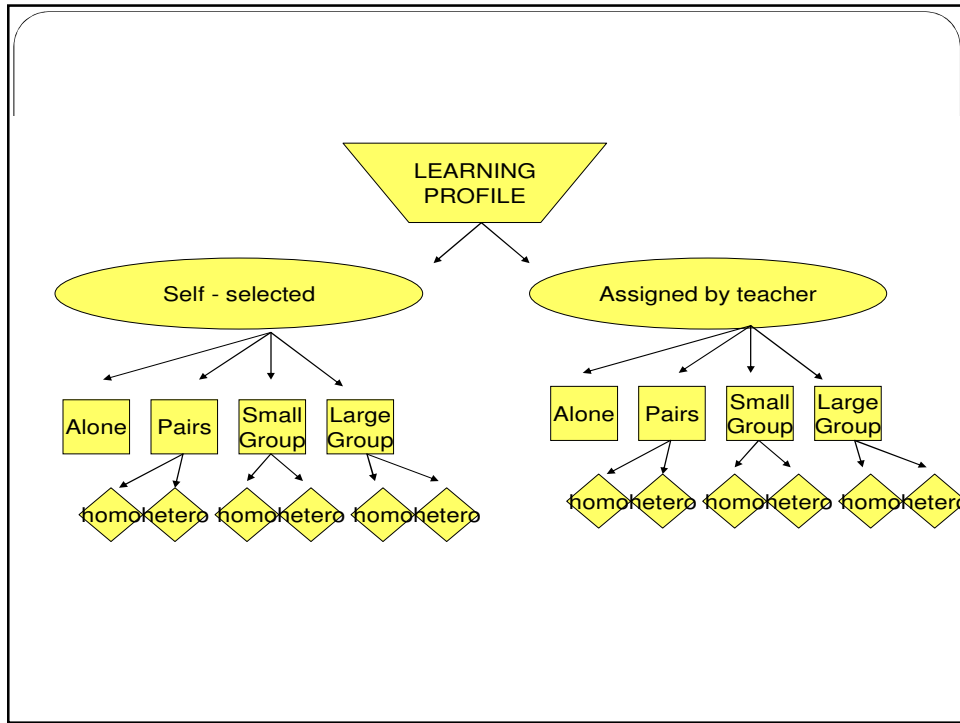 LEARNING
PROFILE
Self - selected
Assigned by teacher
Alone
Pairs
Small
Group
Large
Group
Alone
Pairs
Small
Group
Large
Group
homo
hetero
homo
hetero
homo
hetero
homo
hetero
homo
hetero
homo
hetero